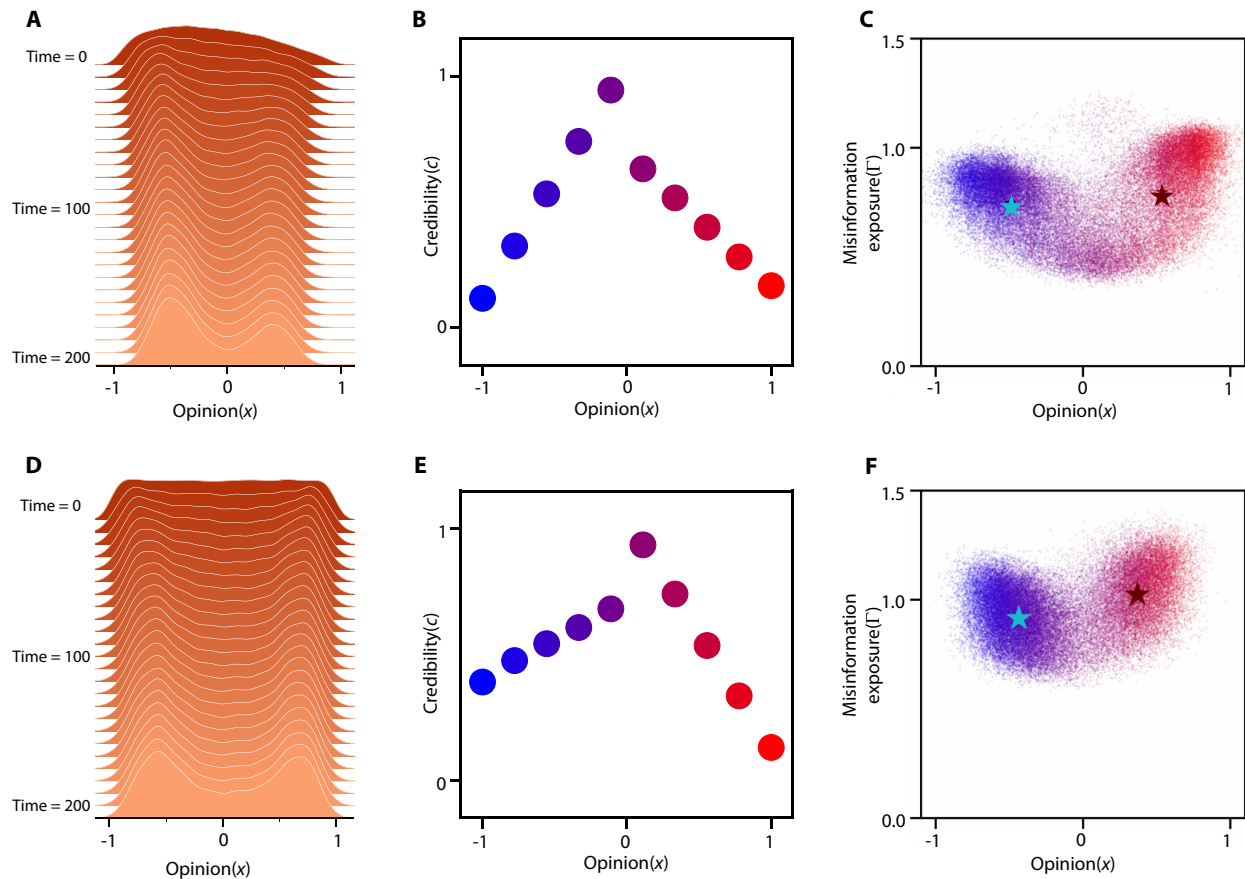 A
Time = 0
Time = 100
Time = 200
-1 0 1
Opinion(x)
B
1
Credibility(c)
0
-1 0 1
Opinion(x)
C
1.5
1.0
Misinformation
exposure(Γ)
0.0
-1 0 1
Opinion(x)
D
Time = 0
Time = 100
Time = 200
-1 0 1
Opinion(x)
E
1
Credibility(c)
0
-1 0 1
Opinion(x)
F
1.5
1.0
Misinformation
exposure(Γ)
0.0
-1 0 1
Opinion(x)